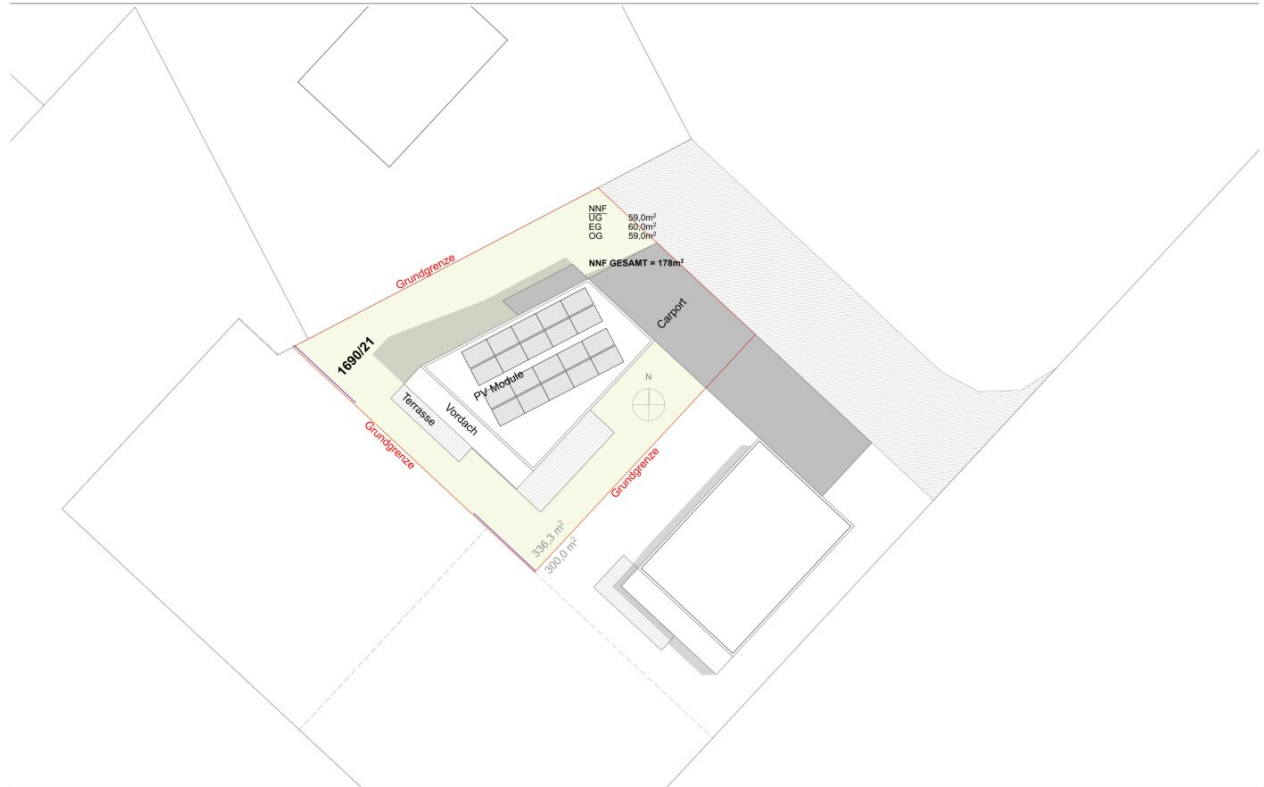 NNF
UG 59,0m²
EG 60,0m²
OG 59,0m²
NNF GESAMT = 178m²
Grundgrenze
Carport
1690/21
PV Module
N
Terrasse
Vordach
Grundgrenze
Grundgrenze
336,3 m²
300,0 m²